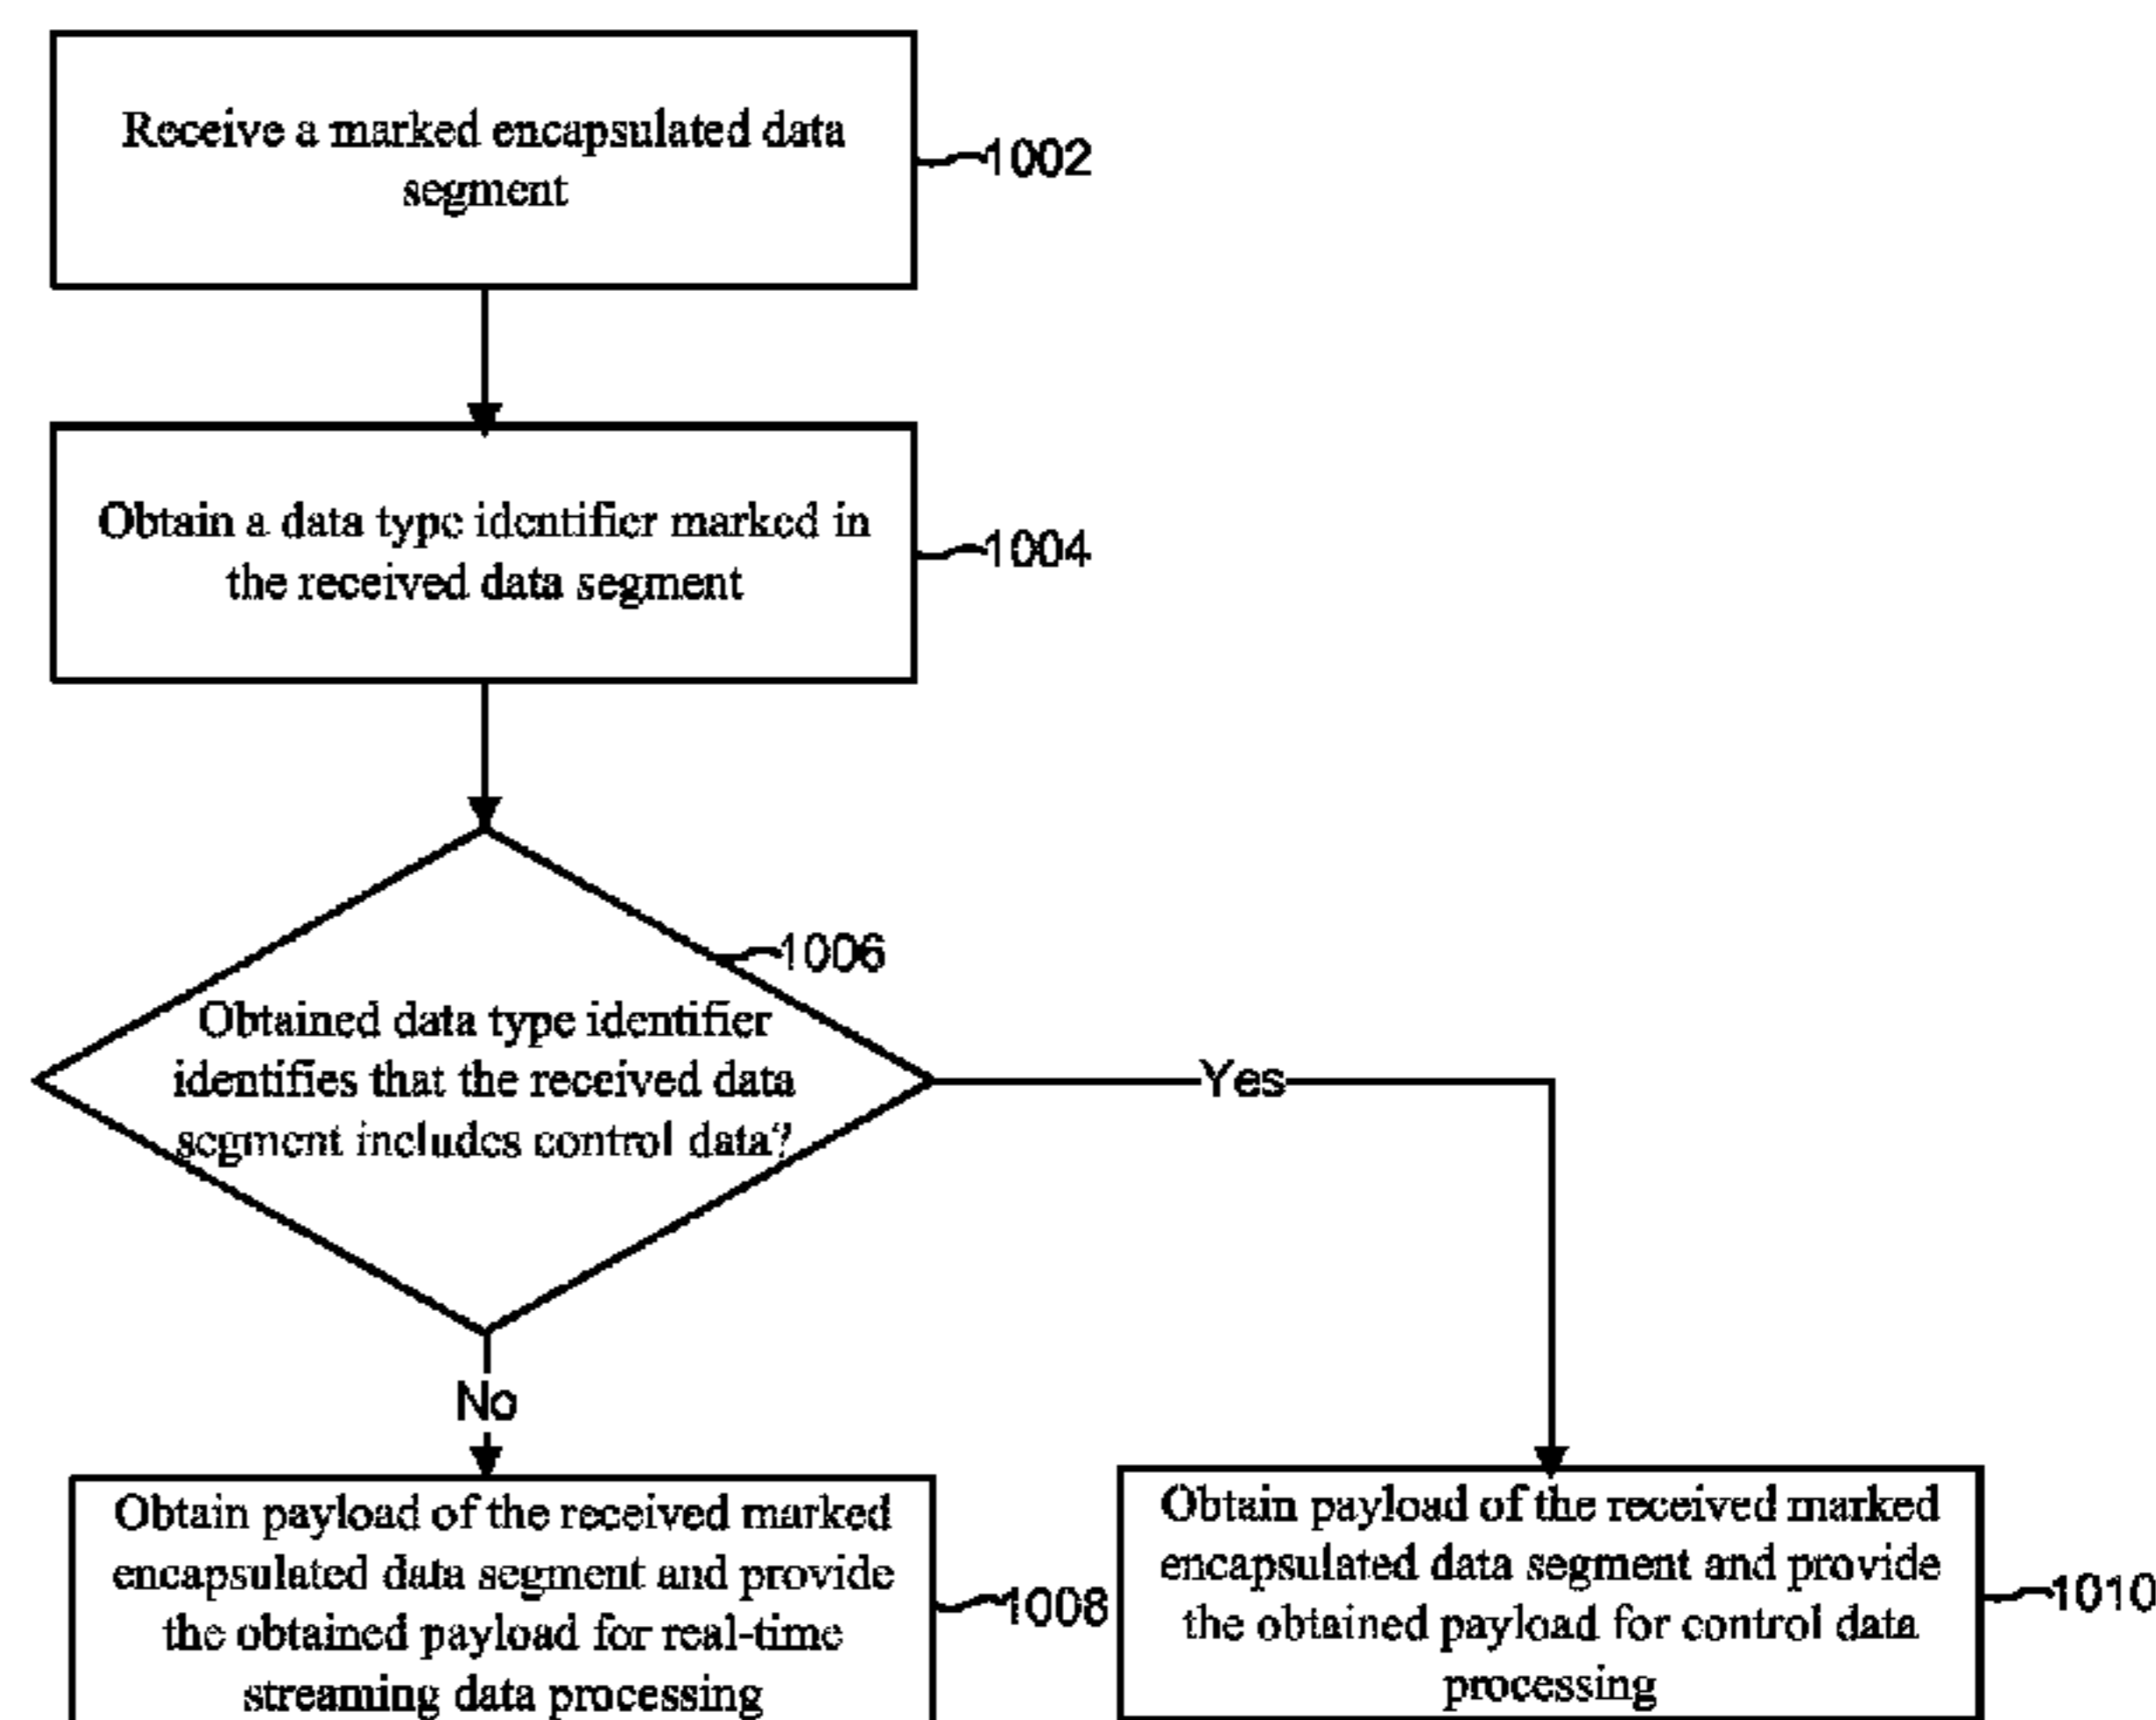 Receive a marked encapsulated data
segment
1002
Obtain a data type identifier marked in
the received data segment
1004
1006
Obtained data type identifier
identifies that the received data
segment includes control data?
Yes
No
Obtain payload of the received marked
encapsulated data segment and provide
the obtained payload for real-time
streaming data processing
1008
Obtain payload of the received marked
encapsulated data segment and provide
the obtained payload for control data
processing
1010